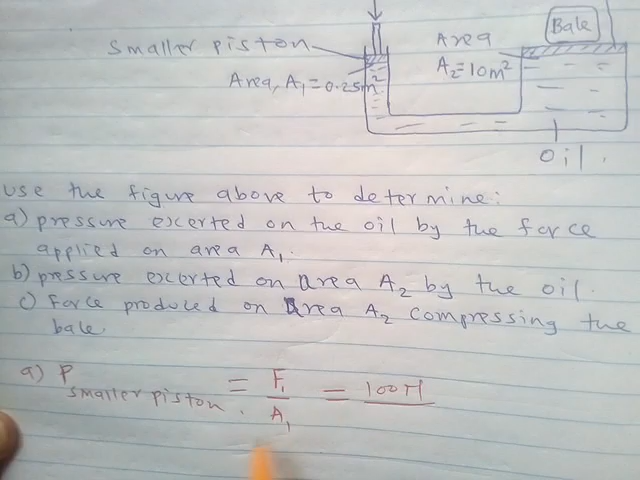 Bale
smaller piston
Area
Area, A₁ = 0.25m²
A₂ = 10m²
oil.
use the figure above to determine:
a) pressure excerted on the oil by the force
applied on area A₁.
b) pressure excerted on area A₂ by the oil.
c) force produced on area A₂ compressing the
bale.
a) P smaller piston. = F₁/A₁ = 100N